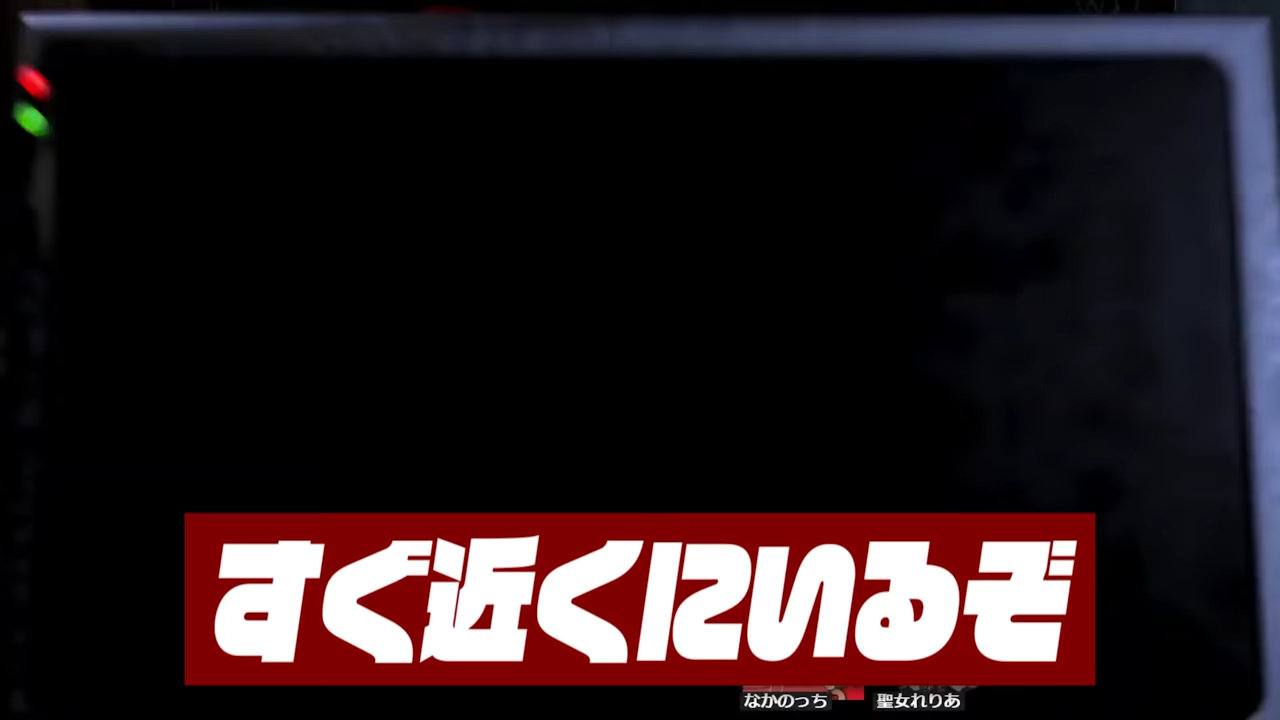 すぐ近くにいるぞ
なかのっち
聖女れりあ